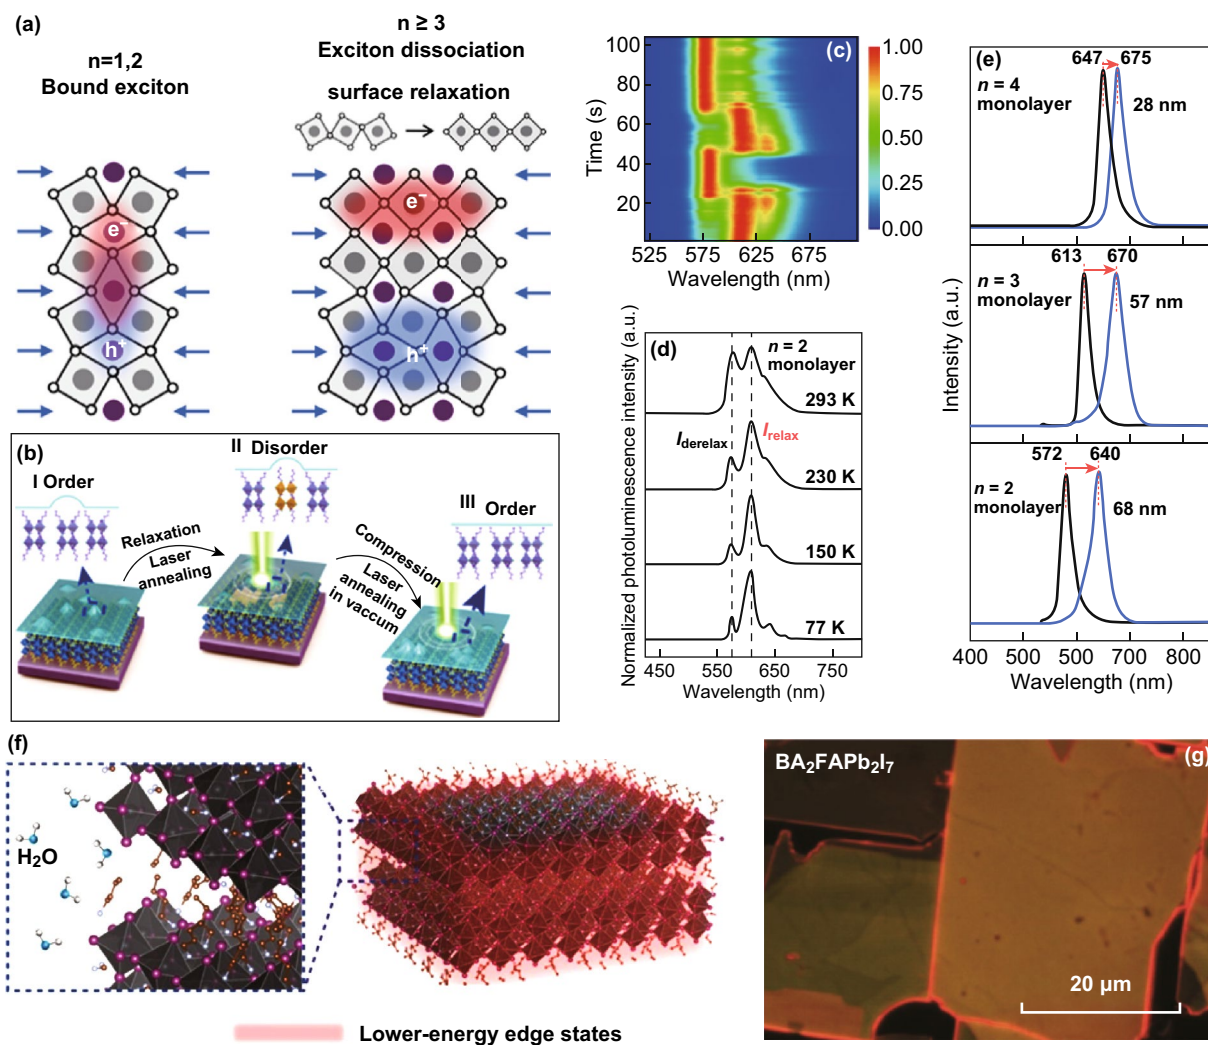 (a)
n=1,2
Bound exciton
n ≥ 3
Exciton dissociation
surface relaxation
e⁻
h⁺
e⁻
h⁺
(b)
I Order
II Disorder
III Order
Relaxation
Laser
annealing
Compression
Laser
annealing
in vaccum
(c)
100
80
60
40
20
Time (s)
525
575
625
675
Wavelength (nm)
1.00
0.75
0.50
0.25
0.00
(d)
n = 2
monolayer
293 K
I derelax
I relax
230 K
150 K
77 K
Normalized photoluminescence intensity (a.u.)
450
550
650
750
Wavelength (nm)
(e)
647
675
n = 4
monolayer
28 nm
613
670
n = 3
monolayer
57 nm
572
640
n = 2
monolayer
68 nm
Intensity (a.u.)
400
500
600
700
800
Wavelength (nm)
(f)
H₂O
Lower-energy edge states
(g)
BA₂FAPb₂I₇
20 μm